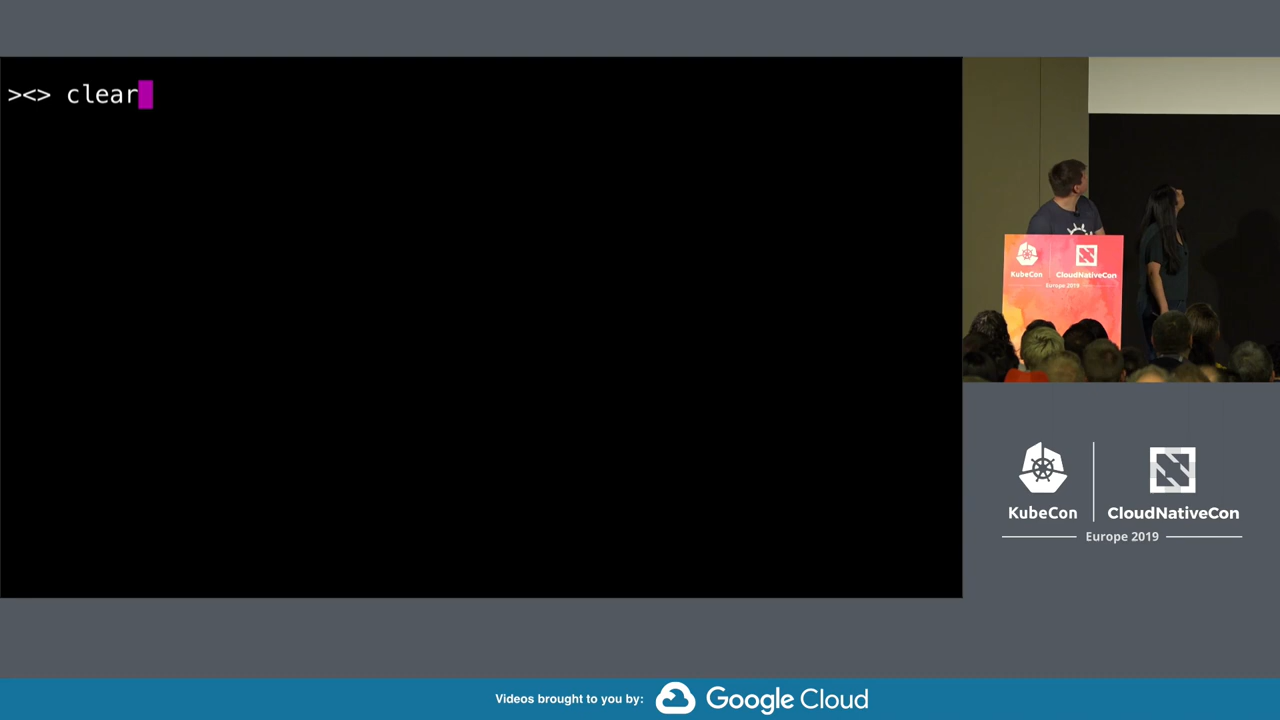 ><> clear
KubeCon
CloudNativeCon
Europe 2019
KubeCon
CloudNativeCon
Europe 2019
Videos brought to you by:
Google Cloud